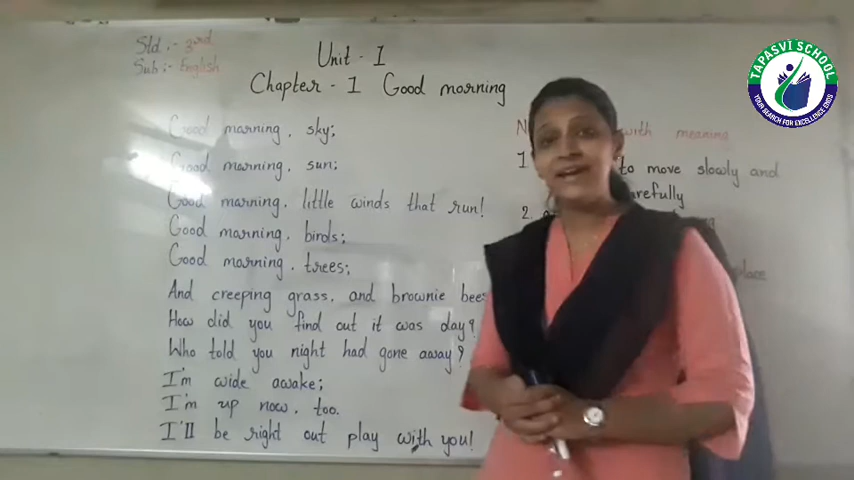 Std :- 3rd
Sub :- English
Unit - I
Chapter - 1 Good morning
Good morning, sky;
Good morning, sun;
Good morning, little winds that run!
Good morning, birds;
Good morning, trees;
And creeping grass, and brownie bees
How did you find out it was day?
Who told you night had gone away?
I'm wide awake;
I'm up now, too.
I'll be right out play with you!
with meaning
1 to move slowly and
2.
place
TAPASVI SCHOOL
YOUR SEARCH FOR EXCELLENCE ENDS